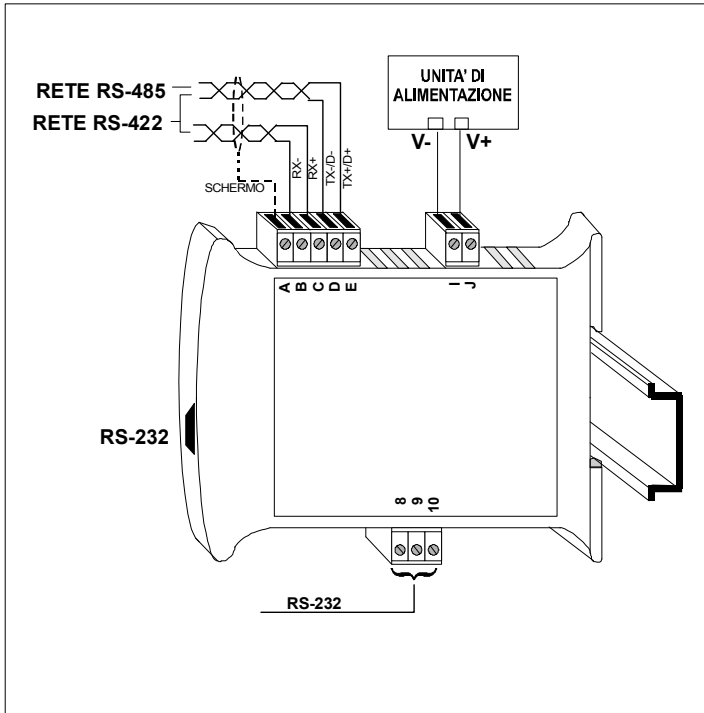 RETE RS-485
RETE RS-422
SCHERMO
RX-
RX+
TX-/D-
TX+/D+
UNITA' DI
ALIMENTAZIONE
V- V+
A B C D E
I J
RS-232
8 9 10
RS-232